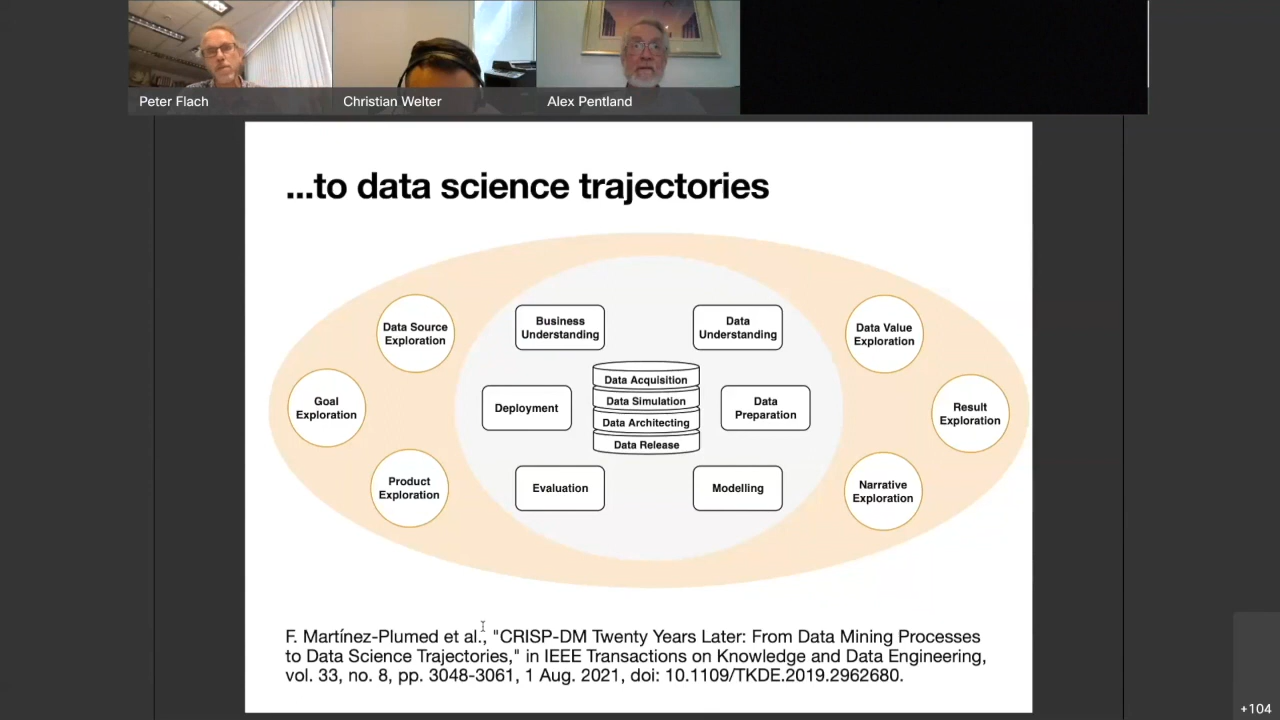 Peter Flach
Christian Welter
Alex Pentland
...to data science trajectories
Data Source
Exploration
Business
Understanding
Data
Understanding
Data Value
Exploration
Goal
Exploration
Deployment
Data Acquisition
Data Simulation
Data Architecting
Data Release
Data
Preparation
Result
Exploration
Product
Exploration
Evaluation
Modelling
Narrative
Exploration
F. Martínez-Plumed et al., "CRISP-DM Twenty Years Later: From Data Mining Processes
to Data Science Trajectories," in IEEE Transactions on Knowledge and Data Engineering,
vol. 33, no. 8, pp. 3048-3061, 1 Aug. 2021, doi: 10.1109/TKDE.2019.2962680.
+104